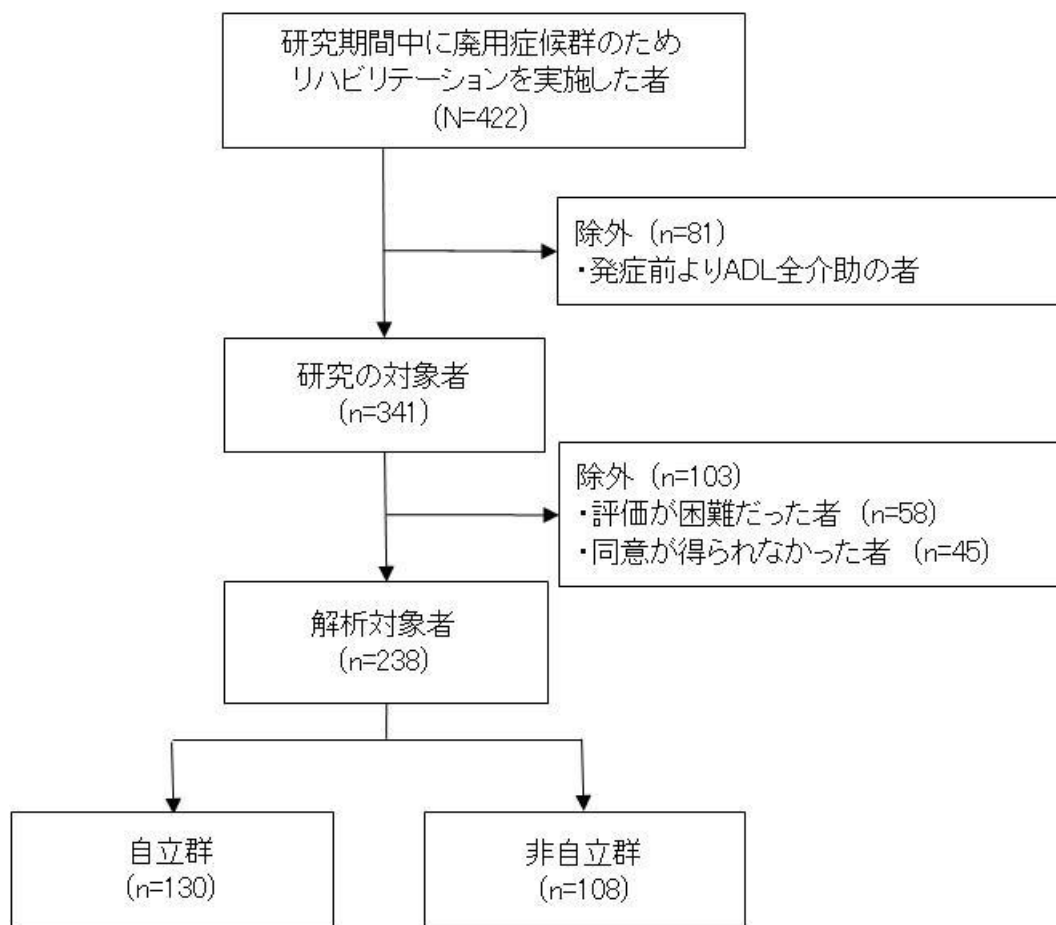 研究期間中に廃用症候群のため
リハビリテーションを実施した者
(N=422)
除外 (n=81)
・発症前よりADL全介助の者
研究の対象者
(n=341)
除外 (n=103)
・評価が困難だった者 (n=58)
・同意が得られなかった者 (n=45)
解析対象者
(n=238)
自立群
(n=130)
非自立群
(n=108)